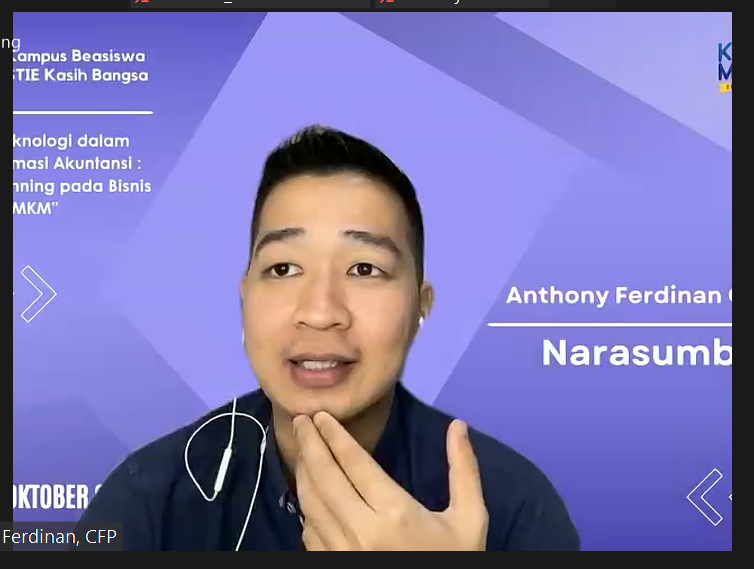 ng
Kampus Beasiswa
STIE Kasih Bangsa
knologi dalam
masi Akuntansi :
nning pada Bisnis
MKM"
Anthony Ferdinan
Narasumb
OKTOBER
Ferdinan, CFP